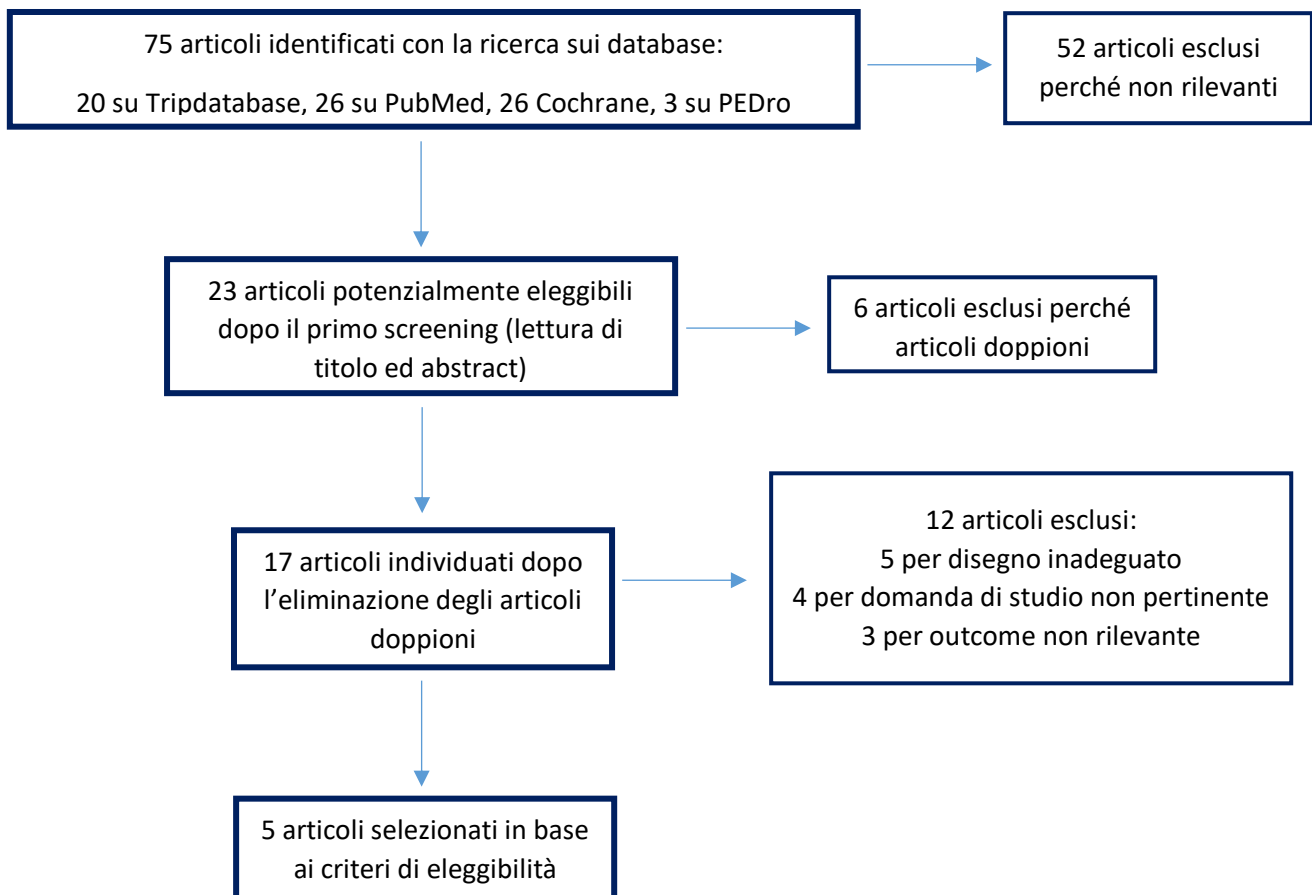 75 articoli identificati con la ricerca sui database:
20 su Tripdatabase, 26 su PubMed, 26 Cochrane, 3 su PEDro
52 articoli esclusi
perché non rilevanti
23 articoli potenzialmente eleggibili
dopo il primo screening (lettura di
titolo ed abstract)
6 articoli esclusi perché
articoli doppioni
17 articoli individuati dopo
l’eliminazione degli articoli
doppioni
12 articoli esclusi:
5 per disegno inadeguato
4 per domanda di studio non pertinente
3 per outcome non rilevante
5 articoli selezionati in base
ai criteri di eleggibilità